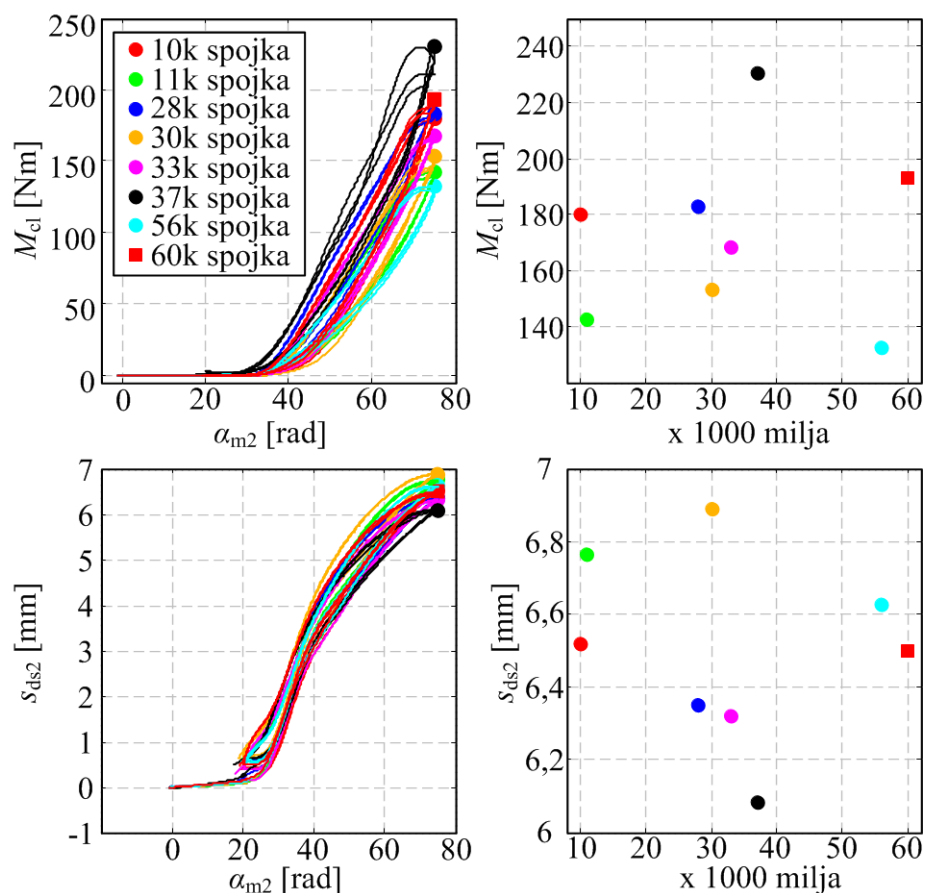 250
200
150
100
50
0
M_cl [Nm]
10k spojka
11k spojka
28k spojka
30k spojka
33k spojka
37k spojka
56k spojka
60k spojka
0 20 40 60 80
α_m2 [rad]
240
220
200
180
160
140
M_cl [Nm]
10 20 30 40 50 60
x 1000 milja
7
6
5
4
3
2
1
0
-1
s_ds2 [mm]
0 20 40 60 80
α_m2 [rad]
7
6,8
6,6
6,4
6,2
6
s_ds2 [mm]
10 20 30 40 50 60
x 1000 milja